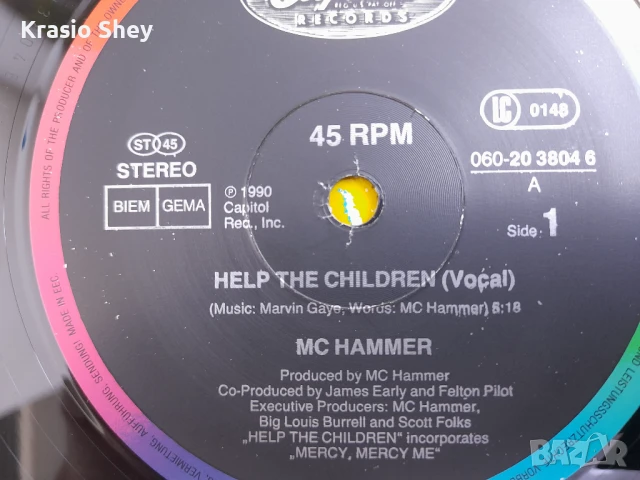 Krasio Shey
RECORDS
ALL RIGHTS OF THE PRODUCER AND OF
ST 45
STEREO
BIEM GEMA
℗ 1990
Capitol
Rec., Inc.
45 RPM
LC 0148
060-20 3804 6
A
Side 1
HELP THE CHILDREN (Vocal)
(Music: Marvin Gaye, Words: MC Hammer) 5:18
MC HAMMER
Produced by MC Hammer
Co-Produced by James Early and Felton Pilot
Executive Producers: MC Hammer,
Big Louis Burrell and Scott Folks
„HELP THE CHILDREN“ incorporates
„MERCY, MERCY ME“
VERMIETUNG, AUFFÜHRUNG, SENDUNG! MADE IN EEC.
LEISTUNGSSCHUTZ
bazar